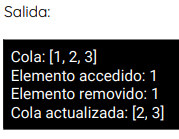 Salida:
Cola: [1, 2, 3]
Elemento accedido: 1
Elemento removido: 1
Cola actualizada: [2, 3]